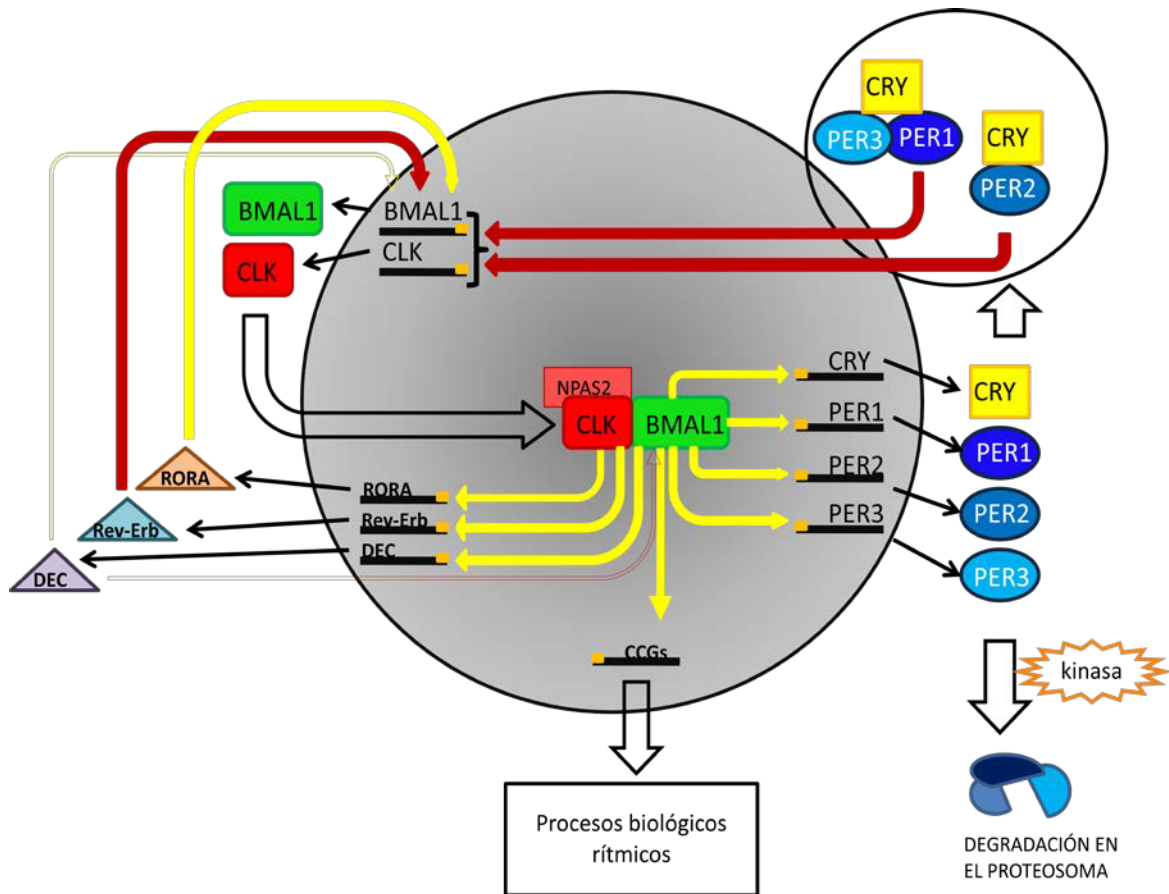 CRY
PER3
PER1
CRY
PER2
BMAL1
BMAL1
CLK
CLK
NPAS2
CLK
BMAL1
CRY
PER1
PER2
PER3
CRY
PER1
PER2
PER3
RORA
Rev-Erb
DEC
RORA
Rev-Erb
DEC
CCGs
kinasa
Procesos biológicos
rítmicos
DEGRADACIÓN EN
EL PROTEOSOMA